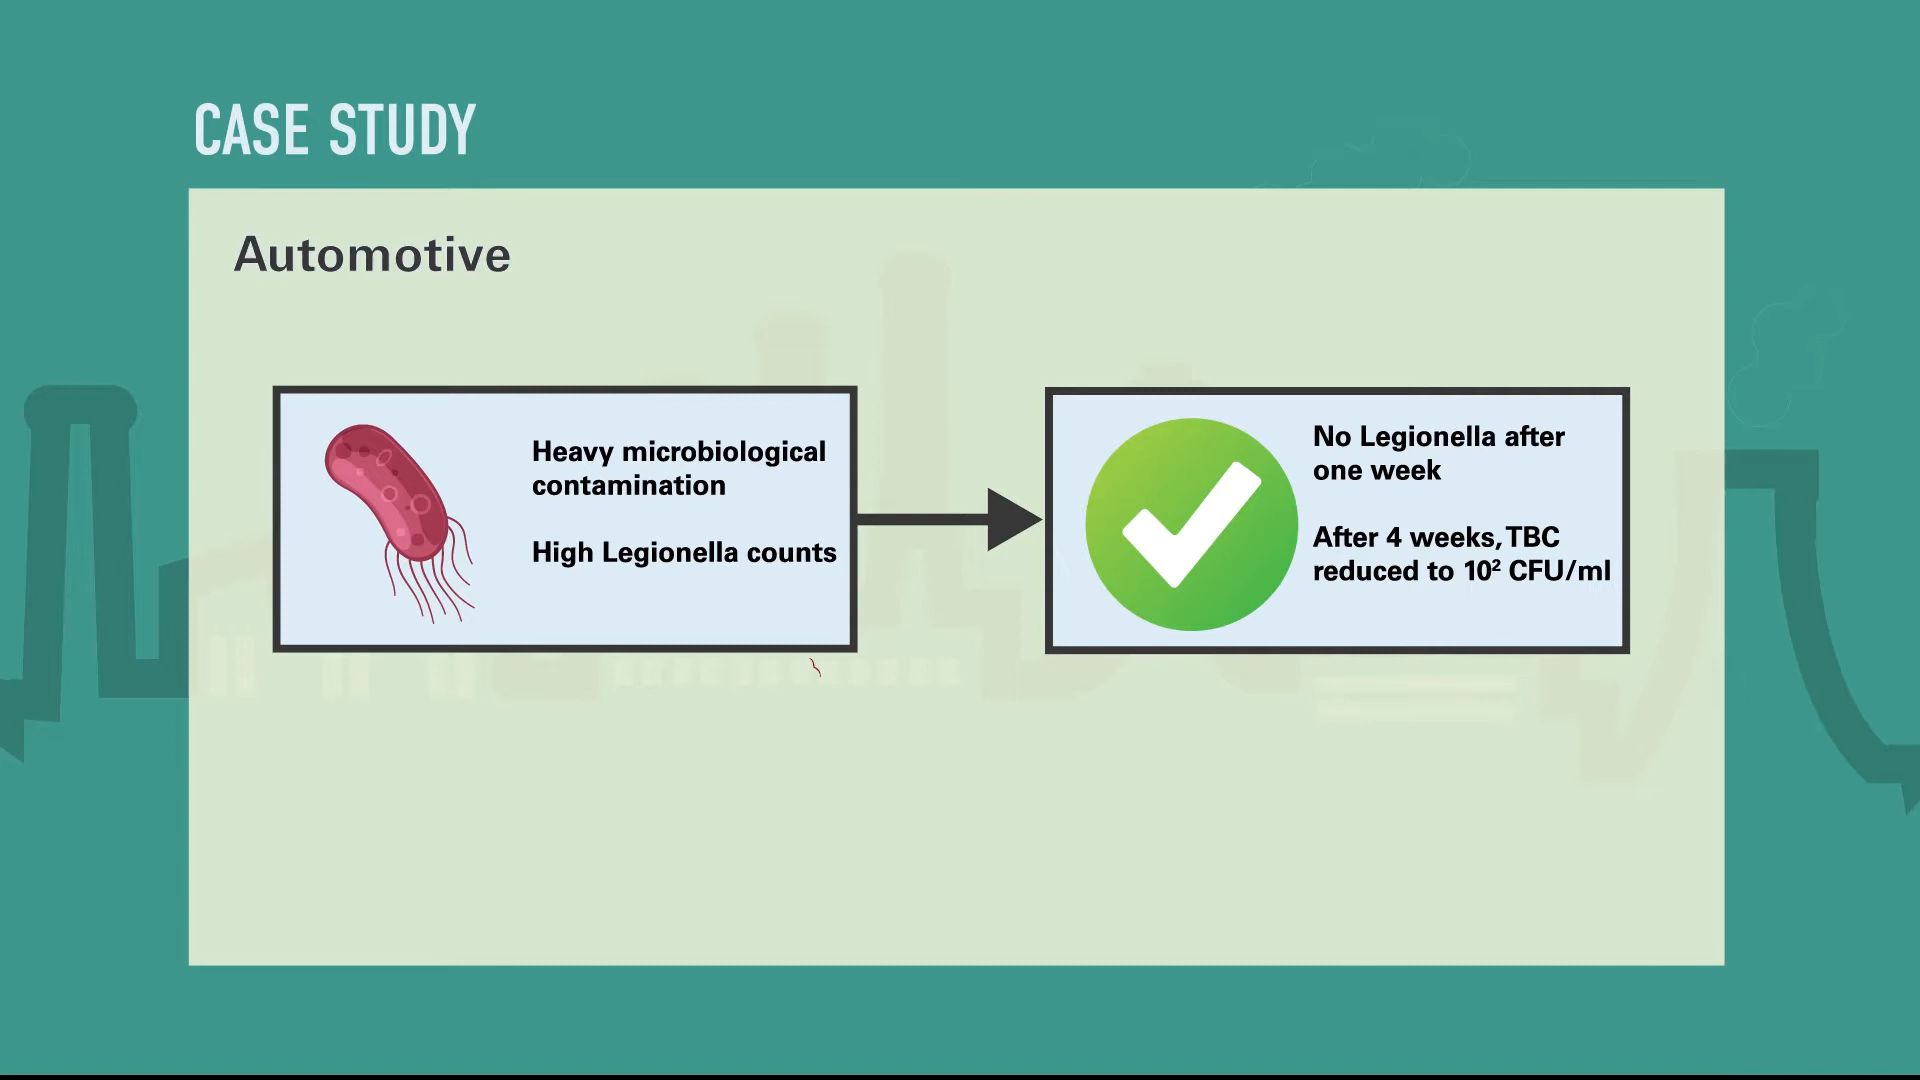 CASE STUDY
Automotive
Heavy microbiological
contamination
High Legionella counts
No Legionella after
one week
After 4 weeks, TBC
reduced to 10² CFU/ml